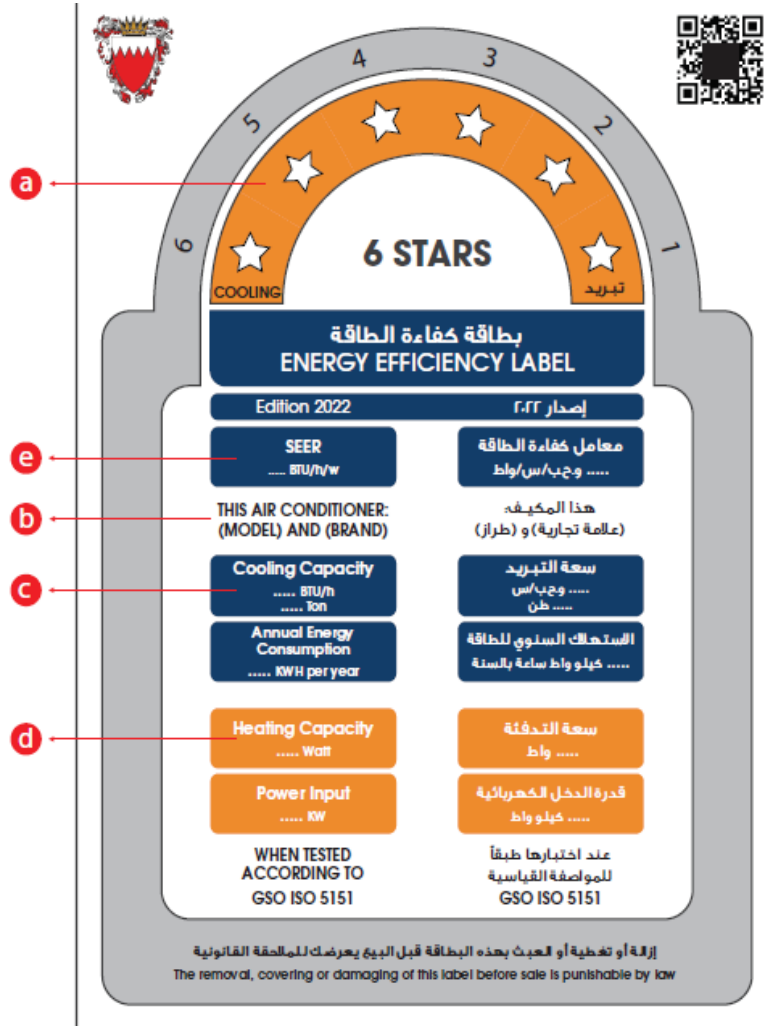 6
5
4
3
2
1
a
6 STARS
COOLING
تبريد
بطاقة كفاءة الطاقة
ENERGY EFFICIENCY LABEL
Edition 2022
إصدار ٢٠٢٢
e
SEER
..... BTU/h/w
معامل كفاءة الطاقة
..... و.ح.ب/س/واط
b
THIS AIR CONDITIONER:
(MODEL) AND (BRAND)
هذا المكيف:
(علامة تجارية) و (طراز)
c
Cooling Capacity
..... BTU/h
..... Ton
سعة التبريد
..... و.ح.ب/س
..... طن
Annual Energy
Consumption
..... KWH per year
الاستهلاك السنوي للطاقة
..... كيلو واط ساعة بالسنة
d
Heating Capacity
..... Watt
سعة التدفئة
..... واط
Power Input
..... KW
قدرة الدخل الكهربائية
..... كيلو واط
WHEN TESTED
ACCORDING TO
GSO ISO 5151
عند اختبارها طبقاً
للمواصفة القياسية
GSO ISO 5151
إزالة أو تغطية أو العبث بهذه البطاقة قبل البيع يعرضك للملاحقة القانونية
The removal, covering or damaging of this label before sale is punishable by law